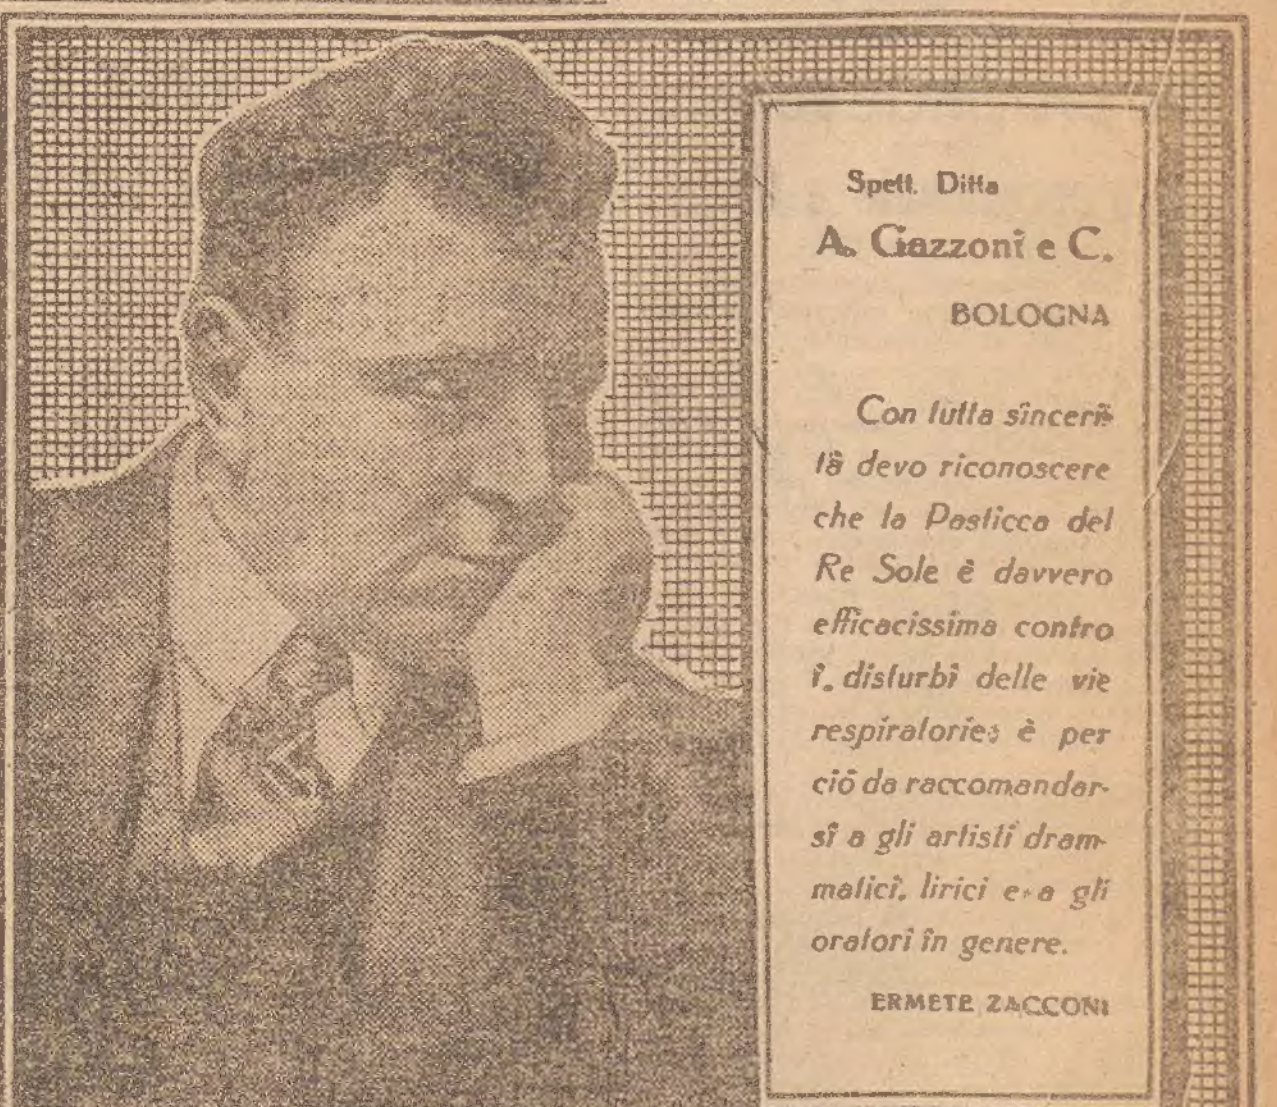 Spett. Ditta
A. Gazzoni e C.
BOLOGNA
Con tutta sinceri-
tà devo riconoscere
che la Pasticca del
Re Sole è davvero
efficacissima contro
i disturbi delle vie
respiratorie: è per
ciò da raccomandar-
si a gli artisti dram-
matici, lirici e a gli
oratori in genere.
ERMETE ZACCONI